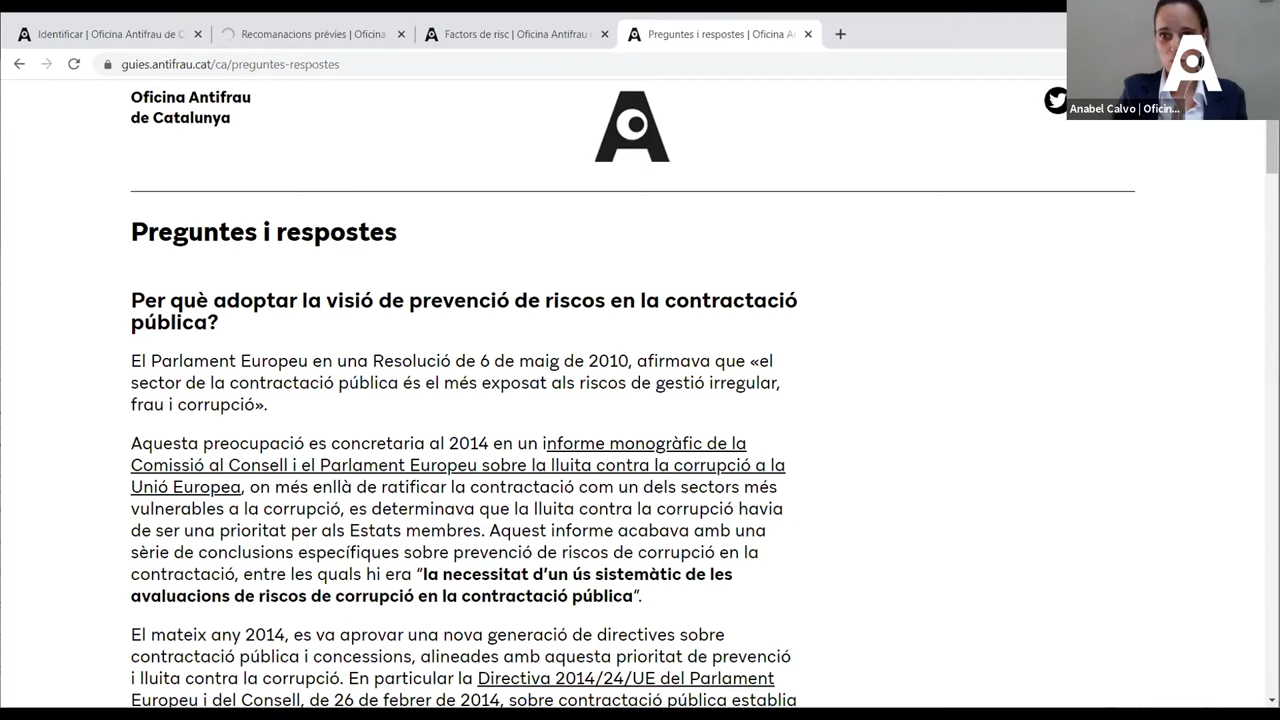 Identificar | Oficina Antifrau de C
Recomanacions prèvies | Oficina
Factors de risc | Oficina Antifrau
Preguntes i respostes | Oficina A
guies.antifrau.cat/ca/preguntes-respostes
Anabel Calvo | Oficin...
Oficina Antifrau
de Catalunya
Preguntes i respostes
Per què adoptar la visió de prevenció de riscos en la contractació
pública?
El Parlament Europeu en una Resolució de 6 de maig de 2010, afirmava que «el
sector de la contractació pública és el més exposat als riscos de gestió irregular,
frau i corrupció».
Aquesta preocupació es concretaria al 2014 en un informe monogràfic de la
Comissió al Consell i el Parlament Europeu sobre la lluita contra la corrupció a la
Unió Europea, on més enllà de ratificar la contractació com un dels sectors més
vulnerables a la corrupció, es determinava que la lluita contra la corrupció havia
de ser una prioritat per als Estats membres. Aquest informe acabava amb una
sèrie de conclusions específiques sobre prevenció de riscos de corrupció en la
contractació, entre les quals hi era “la necessitat d’un ús sistemàtic de les
avaluacions de riscos de corrupció en la contractació pública”.
El mateix any 2014, es va aprovar una nova generació de directives sobre
contractació pública i concessions, alineades amb aquesta prioritat de prevenció
i lluita contra la corrupció. En particular la Directiva 2014/24/UE del Parlament
Europeu i del Consell, de 26 de febrer de 2014, sobre contractació pública establia